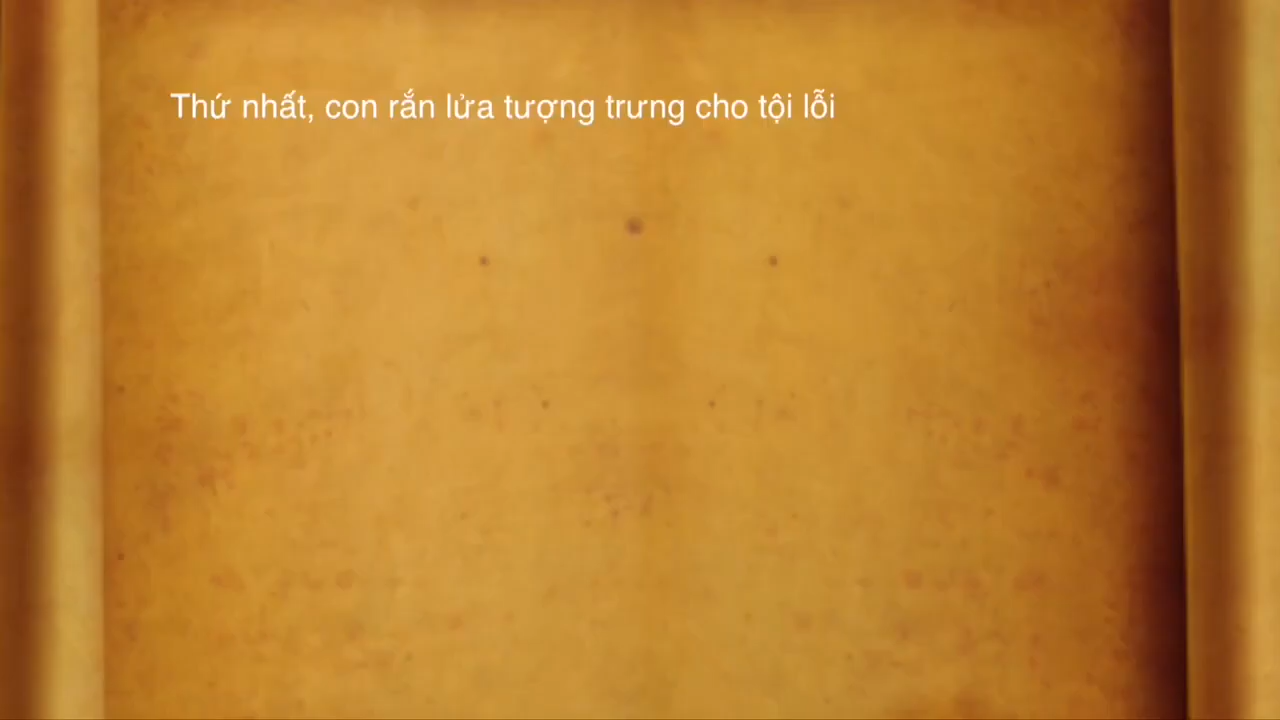 Thứ nhất, con rắn lửa tượng trưng cho tội lỗi